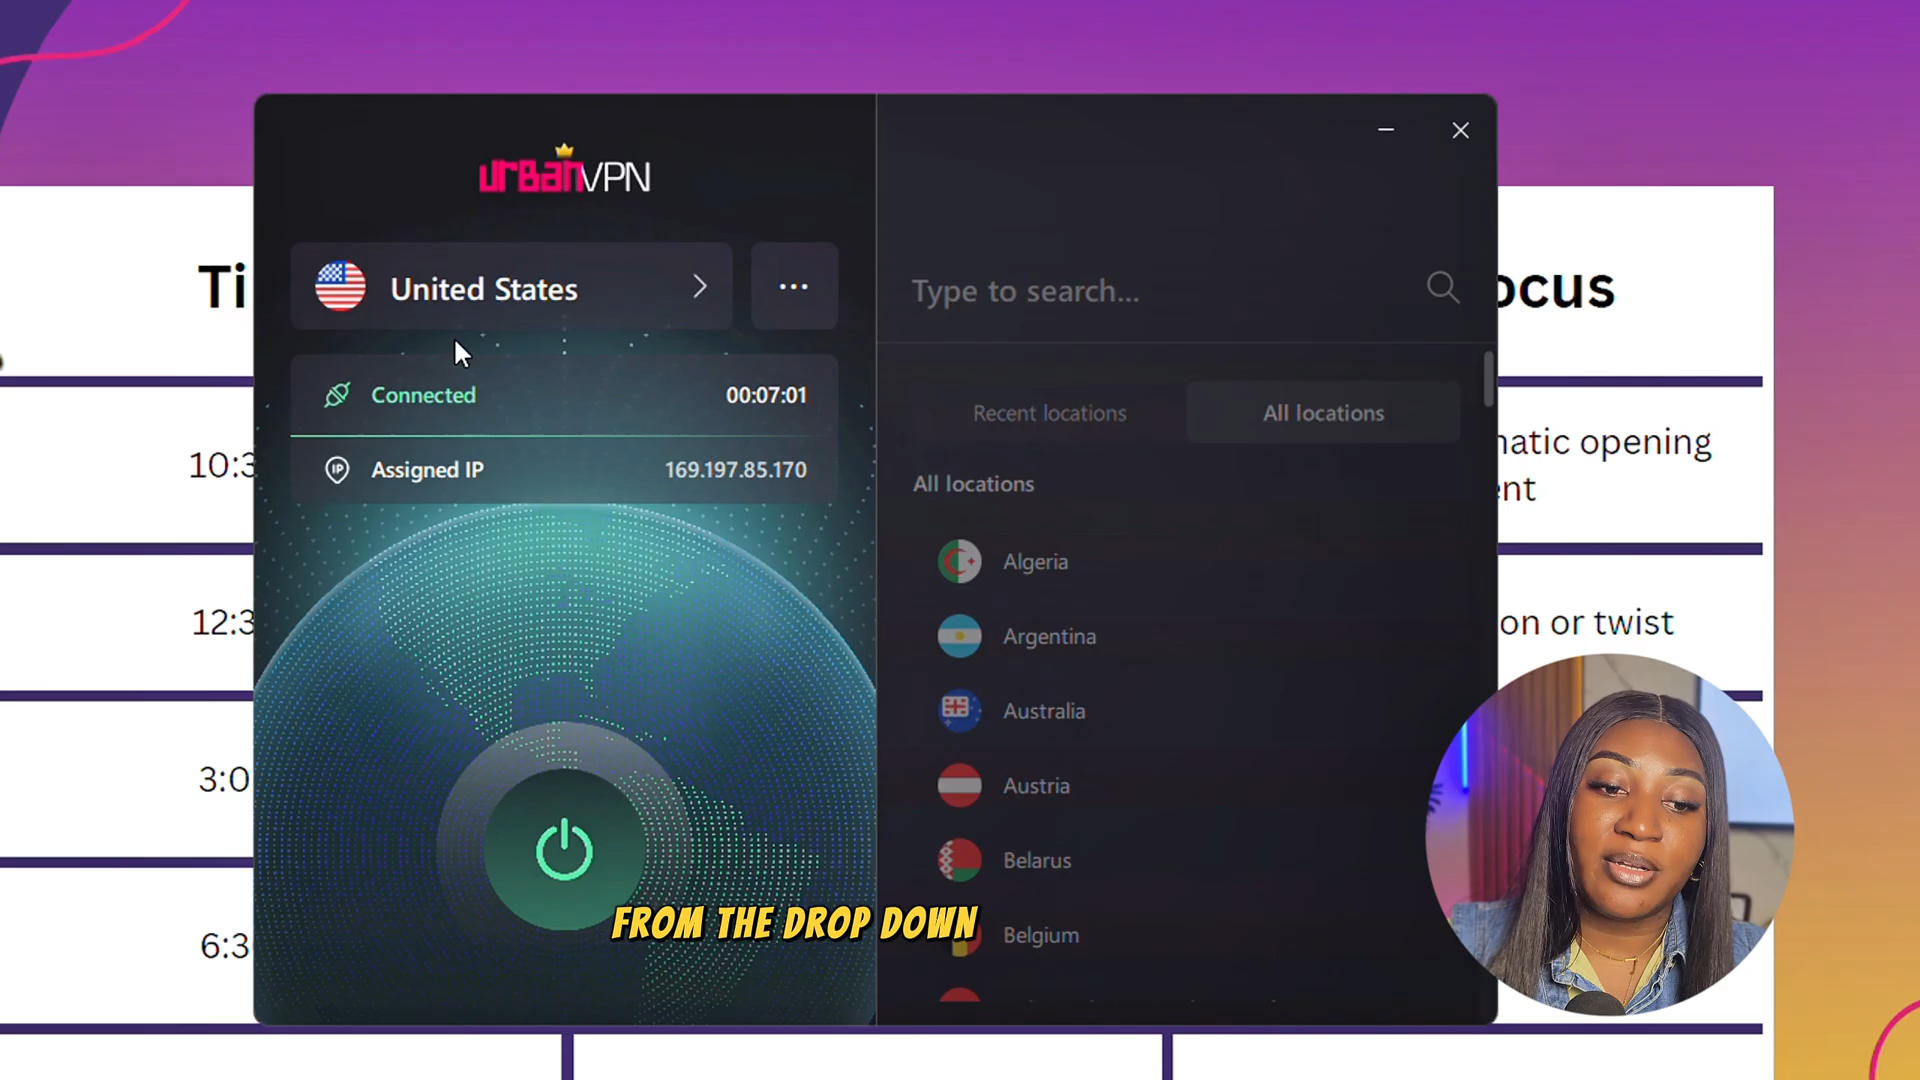 urbanVPN
United States
Type to search...
Connected
00:07:01
Recent locations
All locations
IP
Assigned IP
169.197.85.170
All locations
Algeria
Argentina
Australia
Austria
Belarus
Belgium
Ti
ocus
10:3
matic opening
ent
12:3
on or twist
3:0
6:3
FROM THE DROP DOWN